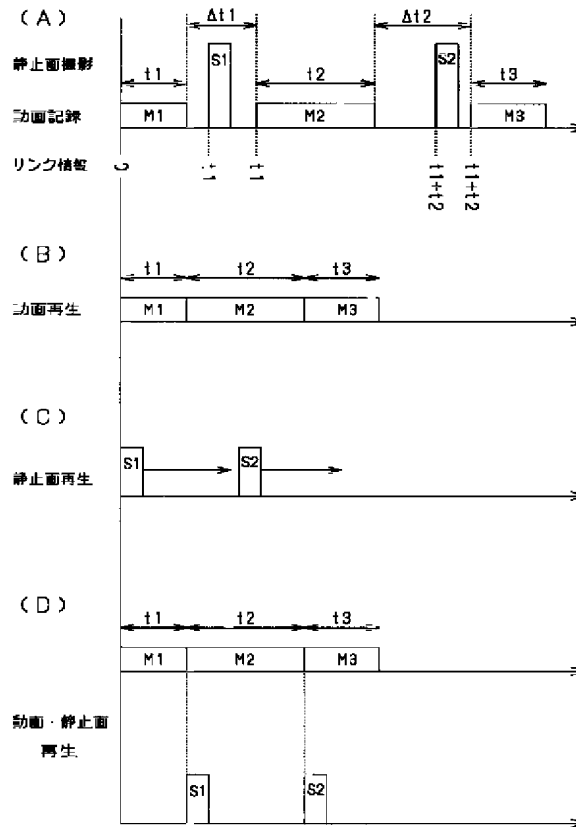 (A)
Δt1
Δt2
静止画撮影
t1
S1
t2
S2
t3
動画記録
M1
M2
M3
リンク情報
0
t1
t1
t1+t2
t1+t2
(B)
t1
t2
t3
動画再生
M1
M2
M3
(C)
静止画再生
S1
S2
(D)
t1
t2
t3
M1
M2
M3
動画・静止画
再生
S1
S2